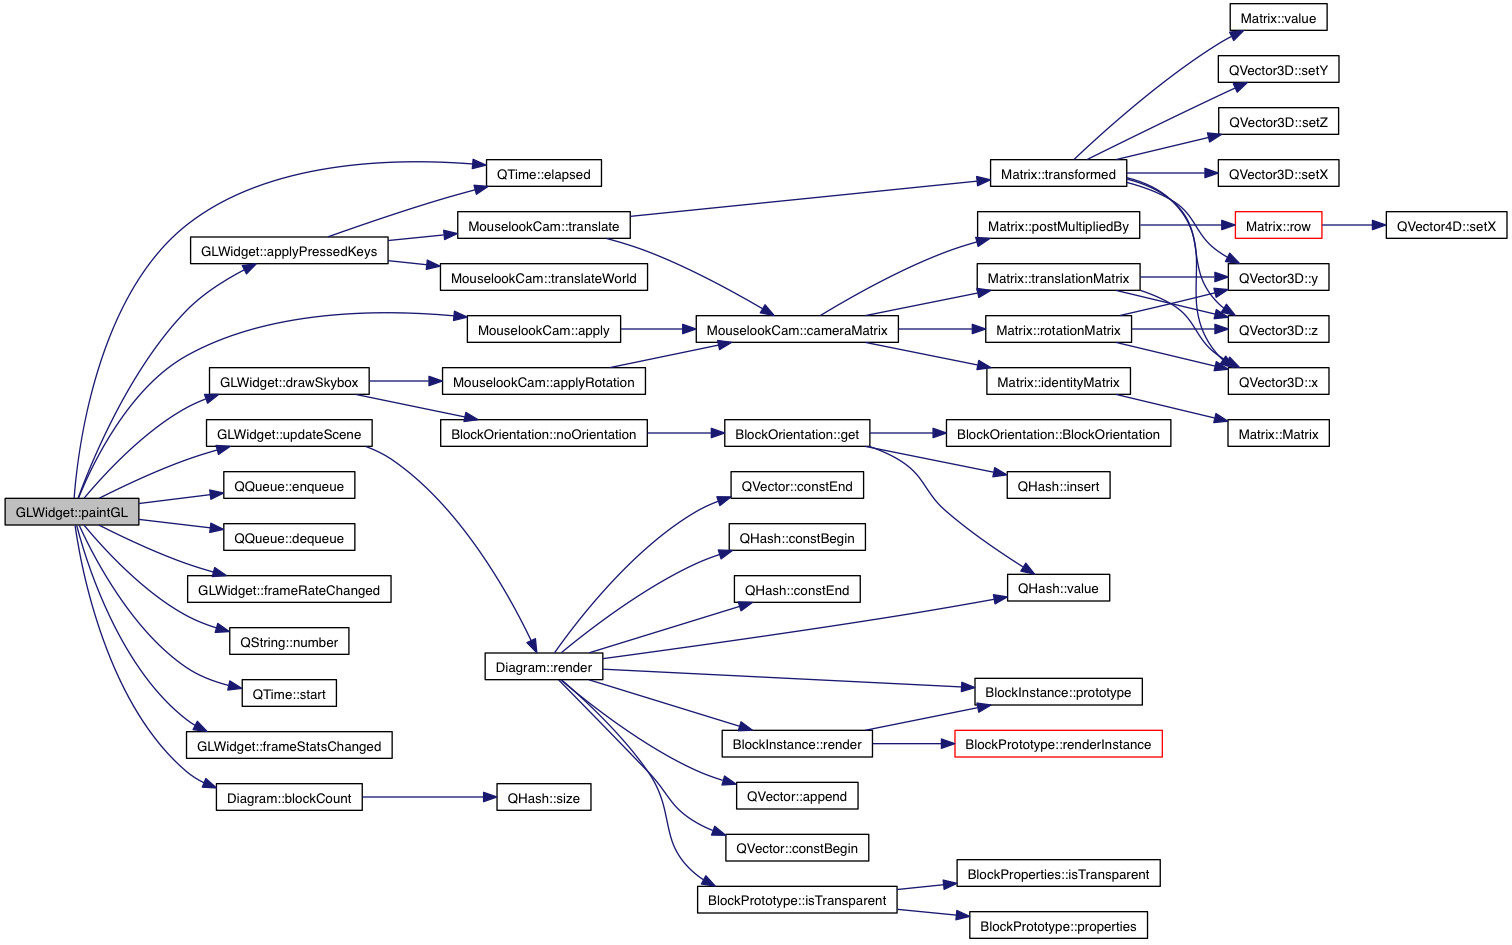 Matrix::value
QVector3D::setY
QVector3D::setZ
QTime::elapsed
Matrix::transformed
QVector3D::setX
MouselookCam::translate
Matrix::postMultipliedBy
Matrix::row
QVector4D::setX
GLWidget::applyPressedKeys
MouselookCam::translateWorld
Matrix::translationMatrix
QVector3D::y
MouselookCam::apply
MouselookCam::cameraMatrix
Matrix::rotationMatrix
QVector3D::z
GLWidget::drawSkybox
MouselookCam::applyRotation
Matrix::identityMatrix
QVector3D::x
GLWidget::updateScene
BlockOrientation::noOrientation
BlockOrientation::get
BlockOrientation::BlockOrientation
Matrix::Matrix
QQueue::enqueue
QVector::constEnd
QHash::insert
GLWidget::paintGL
QQueue::dequeue
QHash::constBegin
GLWidget::frameRateChanged
QHash::constEnd
QHash::value
QString::number
Diagram::render
QTime::start
BlockInstance::prototype
GLWidget::frameStatsChanged
BlockInstance::render
BlockPrototype::renderInstance
Diagram::blockCount
QHash::size
QVector::append
QVector::constBegin
BlockProperties::isTransparent
BlockPrototype::isTransparent
BlockPrototype::properties